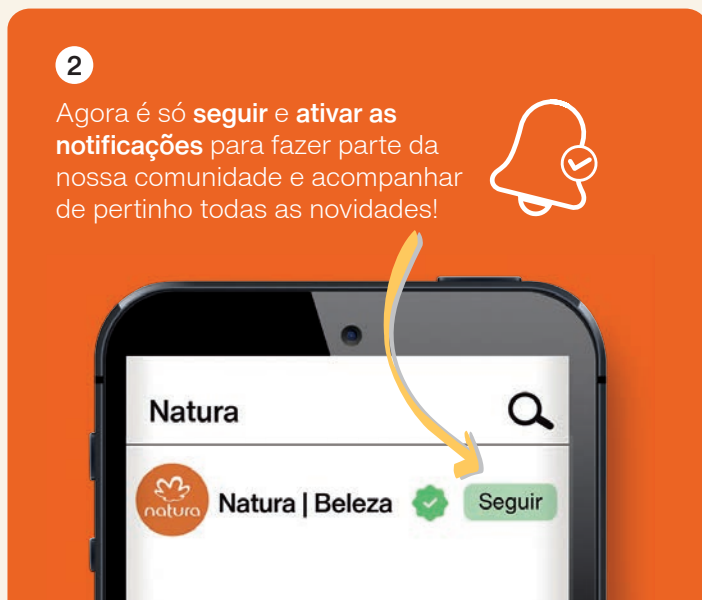 2
Agora é só seguir e ativar as
notificações para fazer parte da
nossa comunidade e acompanhar
de pertinho todas as novidades!
Natura
natura
Natura | Beleza
Seguir